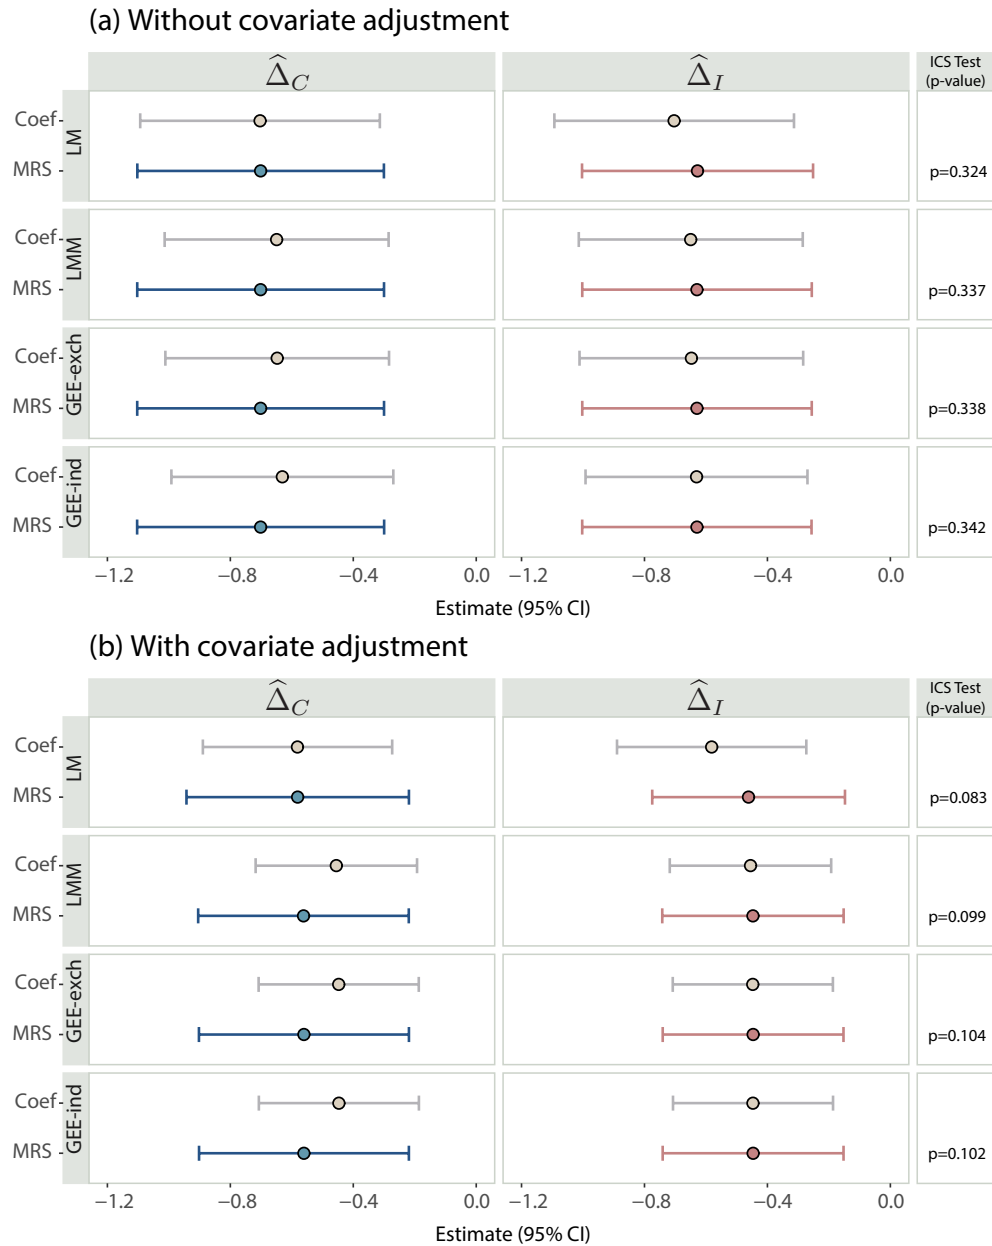 (a) Without covariate adjustment
Δ̂_C Δ̂_I ICS Test
(p-value)
LM
Coef
MRS p=0.324
LMM
Coef
MRS p=0.337
GEE-exch
Coef
MRS p=0.338
GEE-ind
Coef
MRS p=0.342
−1.2 −0.8 −0.4 0.0 −1.2 −0.8 −0.4 0.0
Estimate (95% CI)
(b) With covariate adjustment
Δ̂_C Δ̂_I ICS Test
(p-value)
LM
Coef
MRS p=0.083
LMM
Coef
MRS p=0.099
GEE-exch
Coef
MRS p=0.104
GEE-ind
Coef
MRS p=0.102
−1.2 −0.8 −0.4 0.0 −1.2 −0.8 −0.4 0.0
Estimate (95% CI)